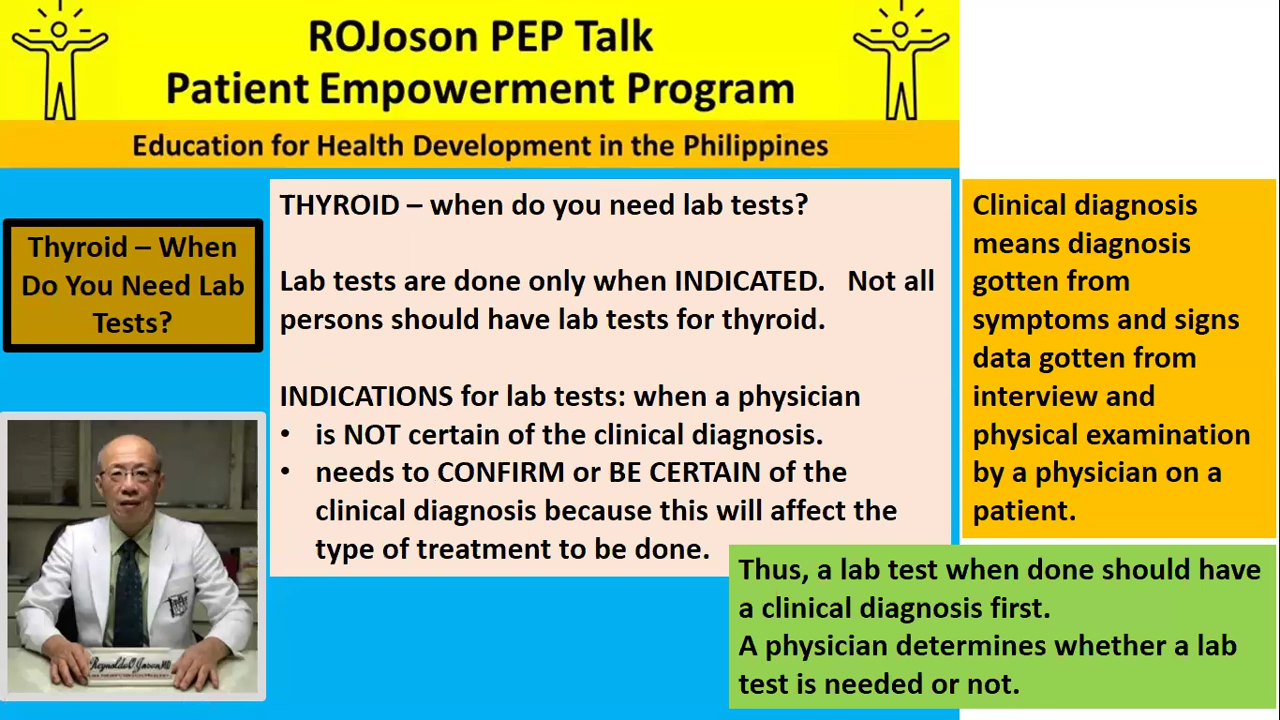 ROJoson PEP Talk
Patient Empowerment Program
Education for Health Development in the Philippines
Thyroid – When
Do You Need Lab
Tests?
THYROID – when do you need lab tests?
Lab tests are done only when INDICATED. Not all
persons should have lab tests for thyroid.
INDICATIONS for lab tests: when a physician
• is NOT certain of the clinical diagnosis.
• needs to CONFIRM or BE CERTAIN of the
clinical diagnosis because this will affect the
type of treatment to be done.
Clinical diagnosis
means diagnosis
gotten from
symptoms and signs
data gotten from
interview and
physical examination
by a physician on a
patient.
Thus, a lab test when done should have
a clinical diagnosis first.
A physician determines whether a lab
test is needed or not.
Reynaldo O. Joson, MD